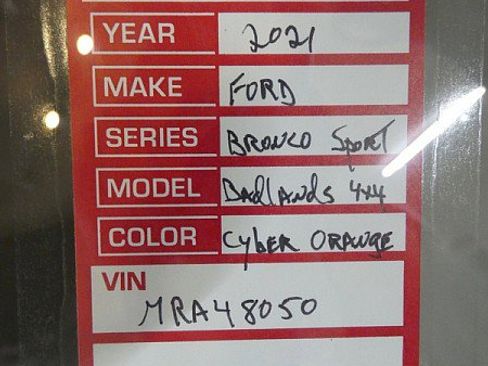 YEAR 2021
MAKE FORD
SERIES BRONCO SPORT
MODEL BADLANDS 4x4
COLOR CYBER ORANGE
VIN
MRA48050